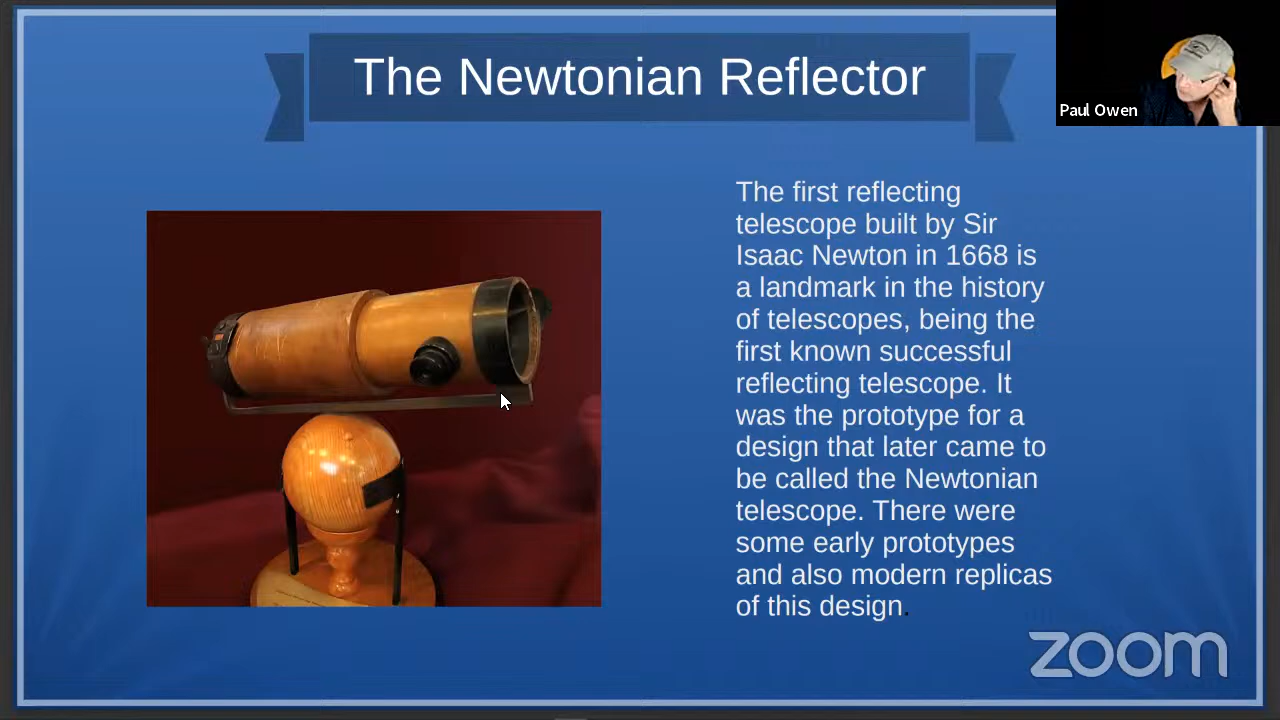 The Newtonian Reflector
Paul Owen
The first reflecting
telescope built by Sir
Isaac Newton in 1668 is
a landmark in the history
of telescopes, being the
first known successful
reflecting telescope. It
was the prototype for a
design that later came to
be called the Newtonian
telescope. There were
some early prototypes
and also modern replicas
of this design.
zoom